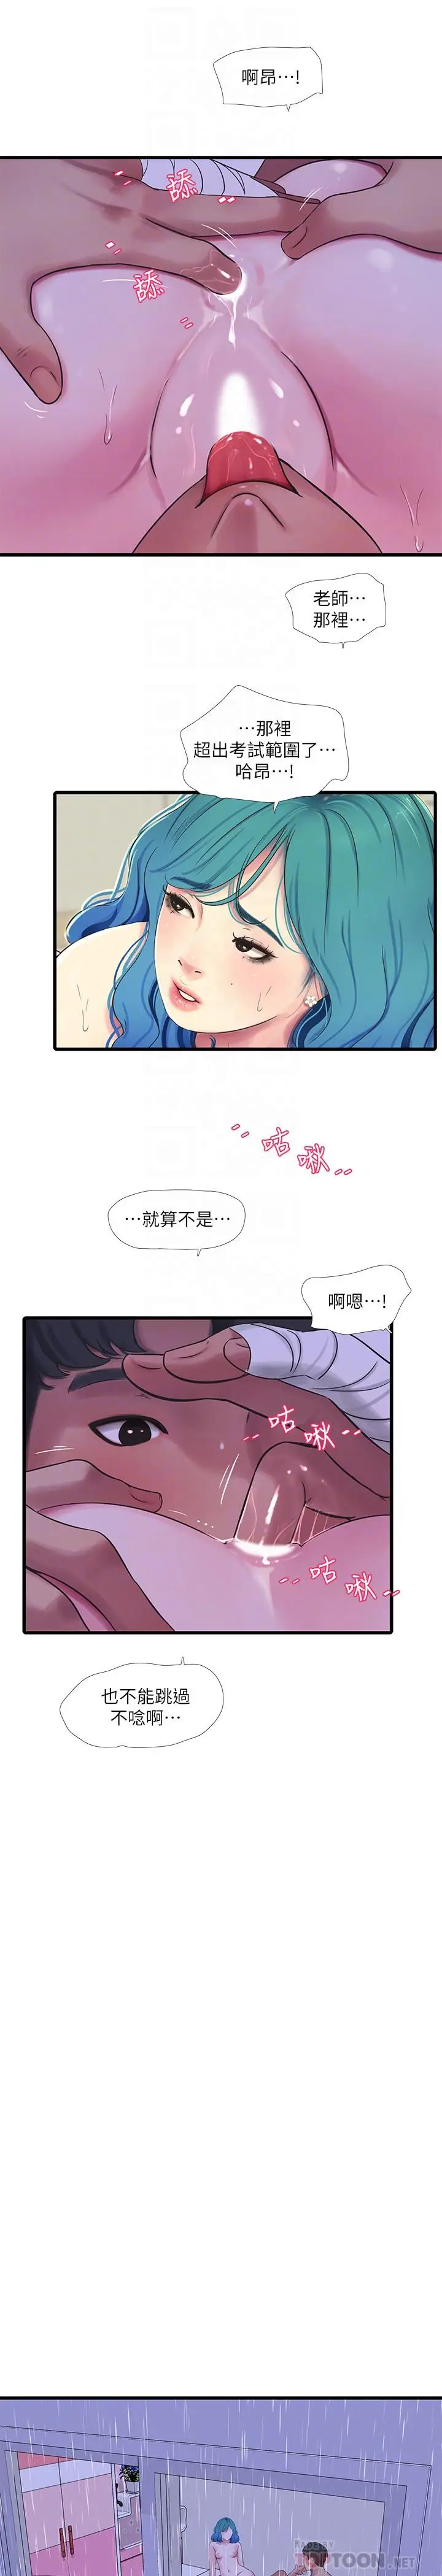 啊昂…!
舔
舔
老師…
那裡…
…那裡
超出考試範圍了…
哈昂…!
咕
啾
…就算不是…
啊嗯…!
咕
啾
咕
啾
也不能跳過
不唸啊…
TOPTOON.NET